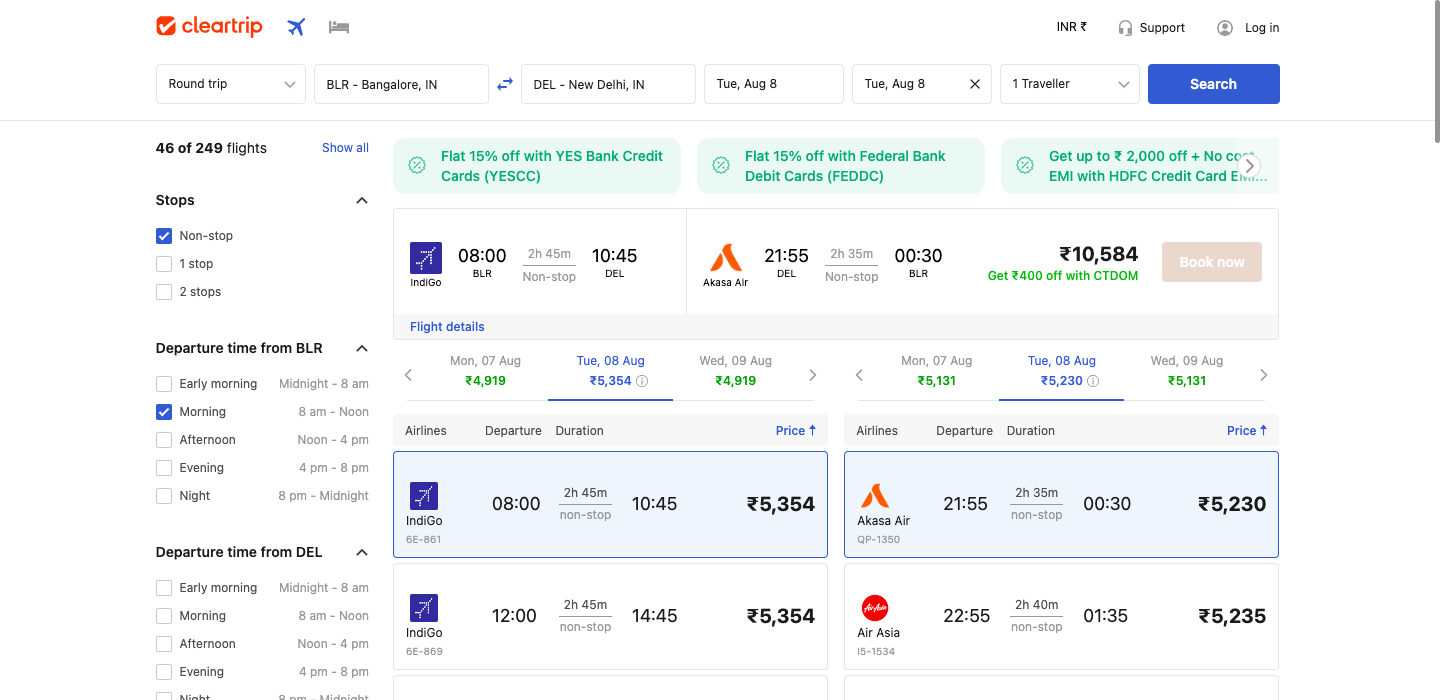 cleartrip
INR ₹
Support
Log in
Round trip
BLR - Bangalore, IN
DEL - New Delhi, IN
Tue, Aug 8
Tue, Aug 8
1 Traveller
Search
46 of 249 flights
Show all
Stops
Non-stop
1 stop
2 stops
Departure time from BLR
Early morning Midnight - 8 am
Morning 8 am - Noon
Afternoon Noon - 4 pm
Evening 4 pm - 8 pm
Night 8 pm - Midnight
Departure time from DEL
Early morning Midnight - 8 am
Morning 8 am - Noon
Afternoon Noon - 4 pm
Evening 4 pm - 8 pm
Night 8 pm - Midnight
Flat 15% off with YES Bank Credit
Cards (YESCC)
Flat 15% off with Federal Bank
Debit Cards (FEDDC)
Get up to ₹ 2,000 off + No cost
EMI with HDFC Credit Card EMI...
IndiGo
08:00
BLR
2h 45m
Non-stop
10:45
DEL
Akasa Air
21:55
DEL
2h 35m
Non-stop
00:30
BLR
₹10,584
Get ₹400 off with CTDOM
Book now
Flight details
Mon, 07 Aug
₹4,919
Tue, 08 Aug
₹5,354
Wed, 09 Aug
₹4,919
Mon, 07 Aug
₹5,131
Tue, 08 Aug
₹5,230
Wed, 09 Aug
₹5,131
Airlines Departure Duration Price ↑
Airlines Departure Duration Price ↑
IndiGo
6E-861
08:00
2h 45m
non-stop
10:45
₹5,354
Akasa Air
QP-1350
21:55
2h 35m
non-stop
00:30
₹5,230
IndiGo
6E-869
12:00
2h 45m
non-stop
14:45
₹5,354
AirAsia
Air Asia
I5-1534
22:55
2h 40m
non-stop
01:35
₹5,235